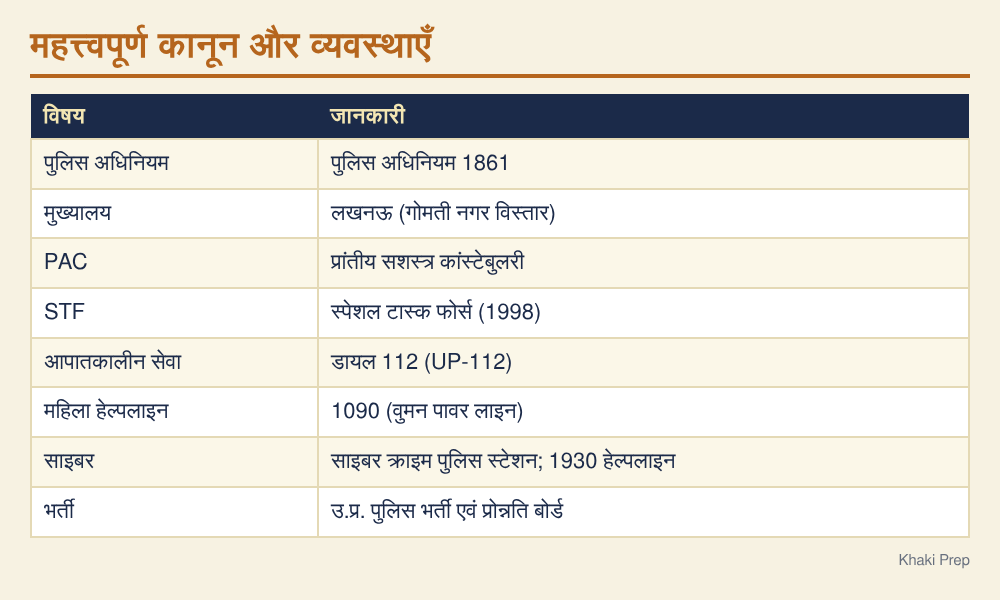 महत्त्वपूर्ण कानून और व्यवस्थाएँ
विषय जानकारी
पुलिस अधिनियम पुलिस अधिनियम 1861
मुख्यालय लखनऊ (गोमती नगर विस्तार)
PAC प्रांतीय सशस्त्र कांस्टेबुलरी
STF स्पेशल टास्क फोर्स (1998)
आपातकालीन सेवा डायल 112 (UP-112)
महिला हेल्पलाइन 1090 (वुमन पावर लाइन)
साइबर साइबर क्राइम पुलिस स्टेशन; 1930 हेल्पलाइन
भर्ती उ.प्र. पुलिस भर्ती एवं प्रोन्नति बोर्ड
Khaki Prep